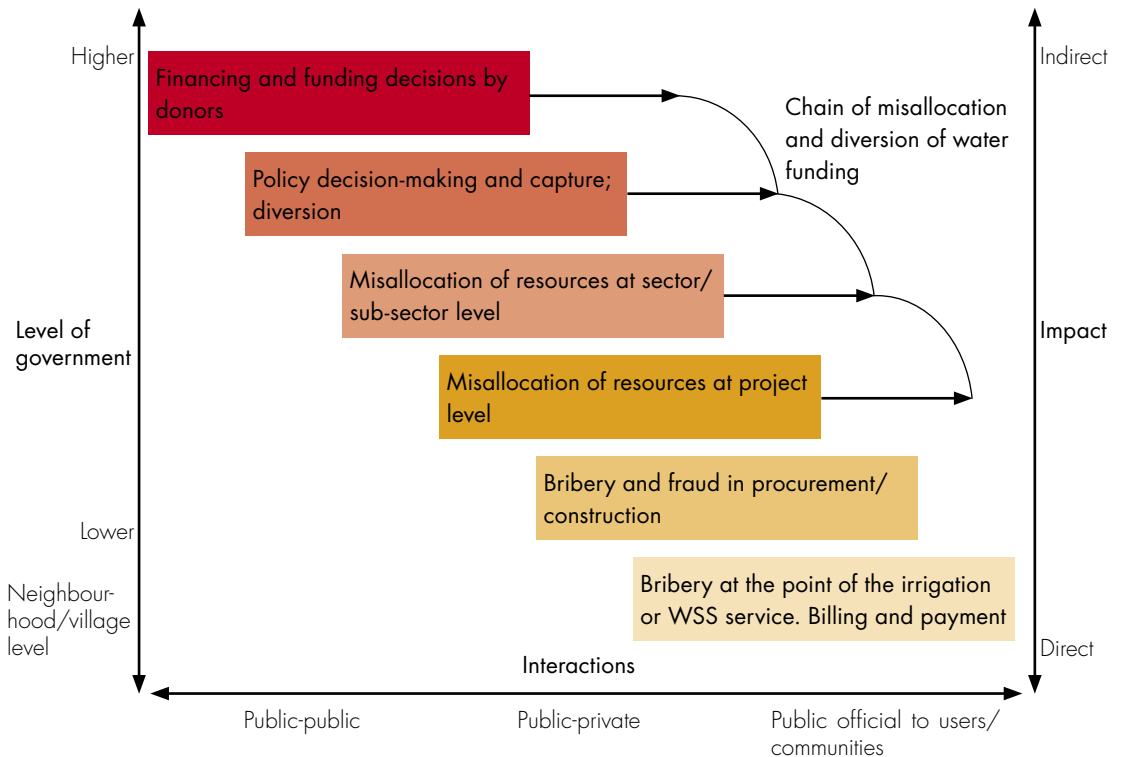 Higher
Indirect
Financing and funding decisions by
donors
Chain of misallocation
and diversion of water
funding
Policy decision-making and capture;
diversion
Misallocation of resources at sector/
sub-sector level
Level of
government
Impact
Misallocation of resources at project
level
Bribery and fraud in procurement/
construction
Lower
Neighbour-
hood/village
level
Bribery at the point of the irrigation
or WSS service. Billing and payment
Direct
Interactions
Public-public
Public-private
Public official to users/
communities